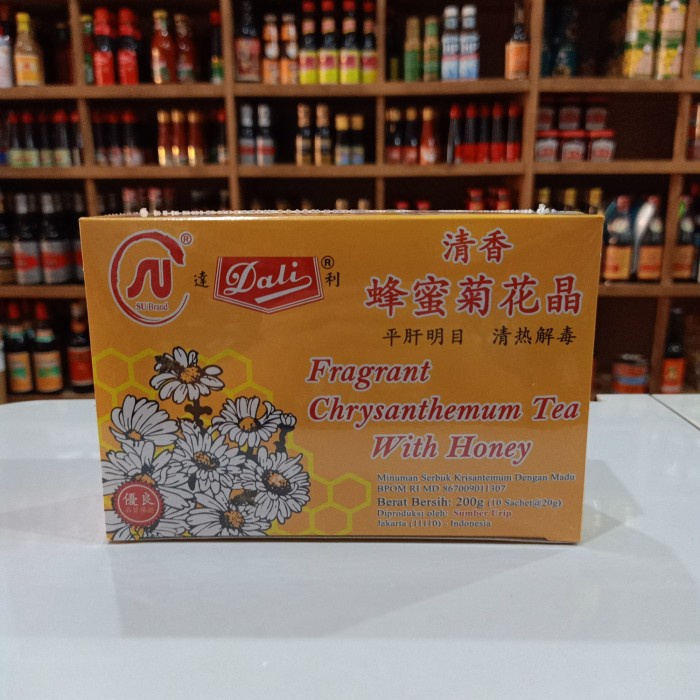 SU Brand
®
達 Dali ® 利
清香
蜂蜜菊花晶
平肝明目 清热解毒
Fragrant
Chrysanthemum Tea
With Honey
Minuman Serbuk Krisantemum Dengan Madu
BPOM RI MD 867009011307
Berat Bersih: 200g (10 Sachet@20g)
Diproduksi oleh: Sumber Urip
Jakarta (11110) - Indonesia
優良